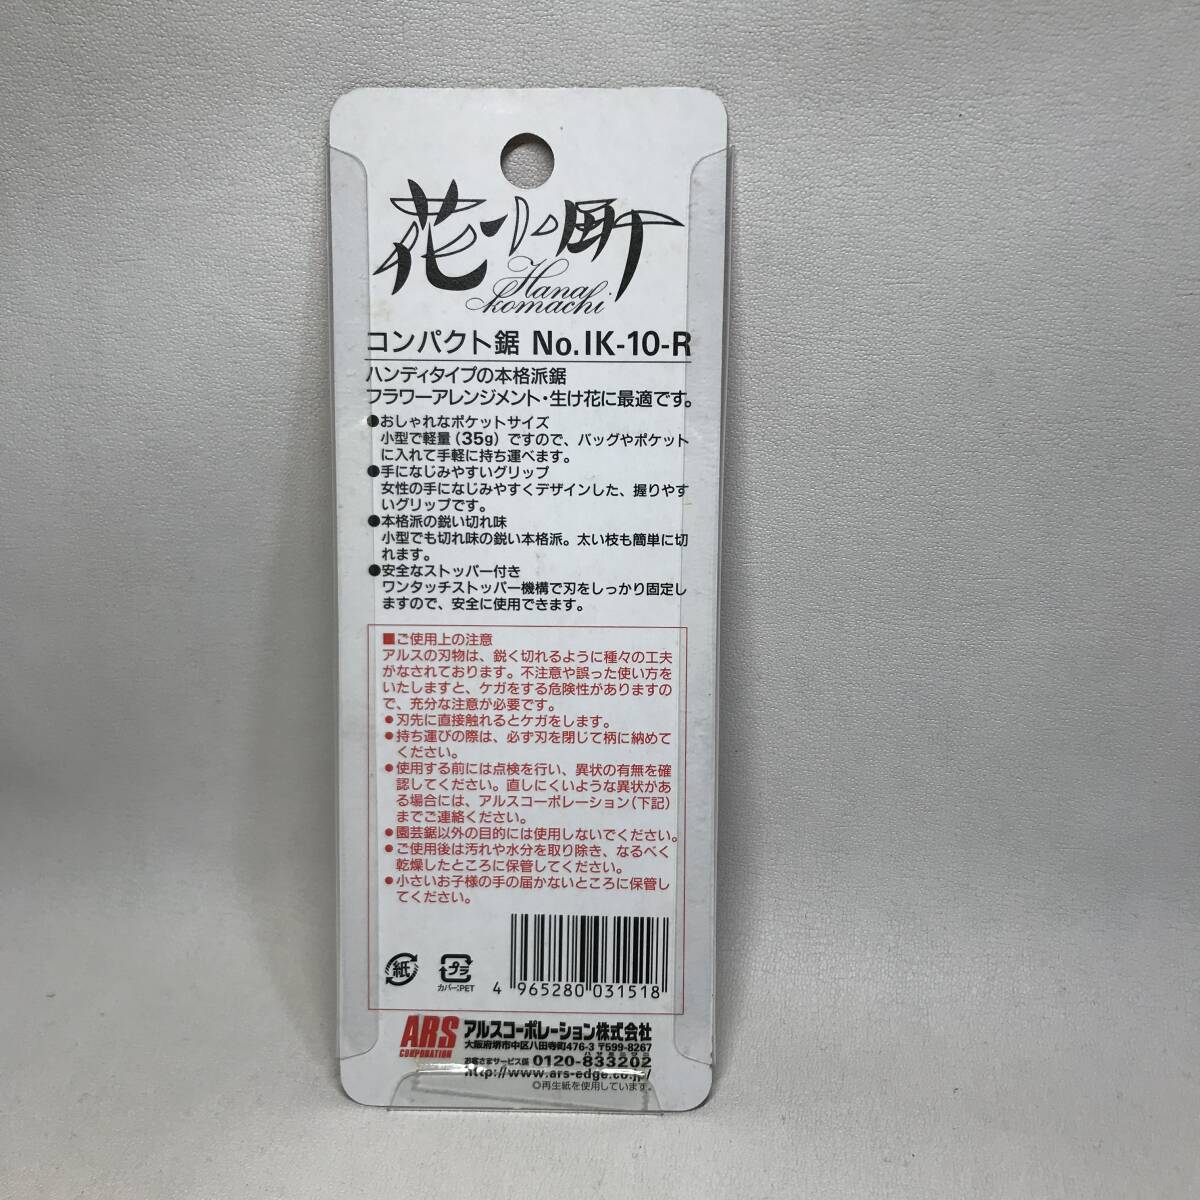 花小町
Hana
komachi
コンパクト鋸 No.IK-10-R
ハンディタイプの本格派鋸
フラワーアレンジメント・生け花に最適です。
●おしゃれなポケットサイズ
小型で軽量(35g)ですので、バッグやポケット
に入れて手軽に持ち運べます。
●手になじみやすいグリップ
女性の手になじみやすくデザインした、握りやす
いグリップです。
●本格派の鋭い切れ味
小型でも切れ味の鋭い本格派。太い枝も簡単に切
れます。
●安全なストッパー付き
ワンタッチストッパー機構で刃をしっかり固定し
ますので、安全に使用できます。
■ご使用上の注意
アルスの刃物は、鋭く切れるように種々の工夫
がなされております。不注意や誤った使い方を
いたしますと、ケガをする危険性がありますの
で、充分な注意が必要です。
●刃先に直接触れるとケガをします。
●持ち運びの際は、必ず刃を閉じて柄に納めて
ください。
●使用する前には点検を行い、異状の有無を確
認してください。直しにくいような異状があ
る場合には、アルスコーポレーション(下記)
までご連絡ください。
●園芸鋸以外の目的には使用しないでください。
●ご使用後は汚れや水分を取り除き、なるべく
乾燥したところに保管してください。
●小さいお子様の手の届かないところに保管し
てください。
紙
プラ
カバー:PET
4 965280 031518
ARS
CORPORATION
アルスコーポレーション株式会社
大阪府堺市中区八田寺町476-3 〒599-8267
ハサミニサニ
お客さまサービス係 0120-833202
http://www.ars-edge.co.jp/
◎再生紙を使用しています。